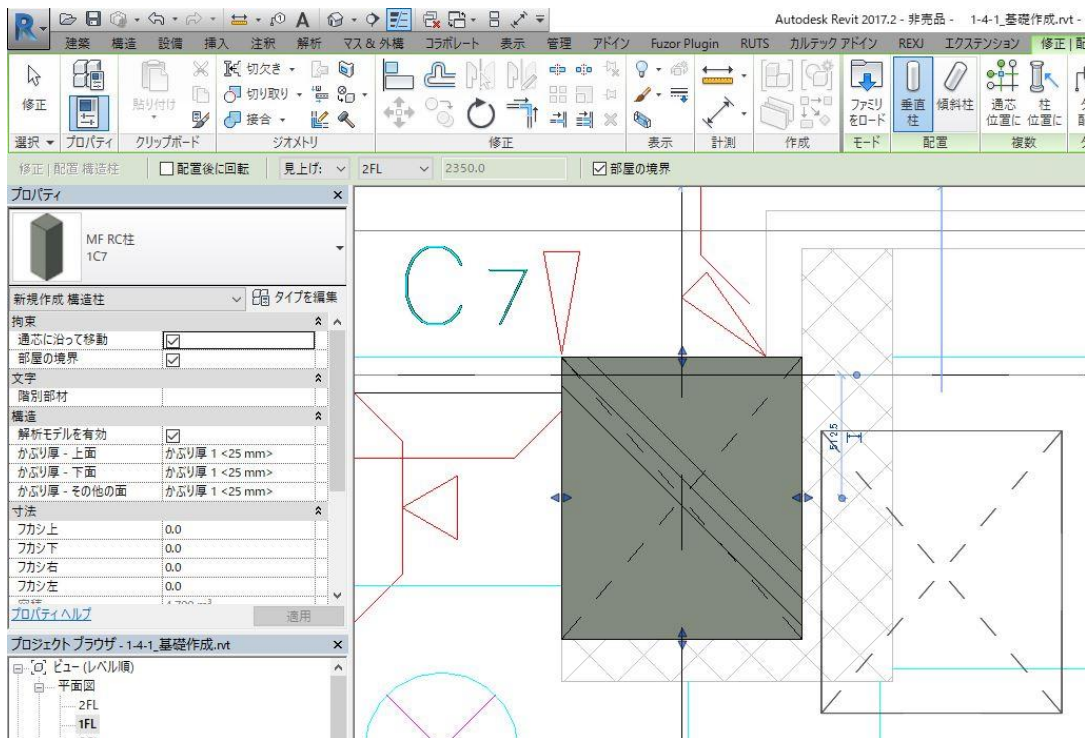 Autodesk Revit 2017.2 - 非売品 - 1-4-1_基礎作成.rvt -
建築 構造 設備 挿入 注釈 解析 マス & 外構 コラボレート 表示 管理 アドイン Fuzor Plugin RUTS カルテック アドイン REXJ エクステンション 修正 | 配
修正 貼り付け 切欠き 切り取り 接合 ファミリをロード 垂直柱 傾斜柱 通芯位置に 柱位置に
選択 プロパティ クリップボード ジオメトリ 修正 表示 計測 作成 モード 配置 複数
修正 | 配置 構造柱 配置後に回転 見上げ: 2FL 2350.0 部屋の境界
プロパティ
MF RC柱
1C7
新規作成 構造柱 タイプを編集
拘束
通芯に沿って移動
部屋の境界
文字
階別部材
構造
解析モデルを有効
かぶり厚 - 上面 かぶり厚 1 <25 mm>
かぶり厚 - 下面 かぶり厚 1 <25 mm>
かぶり厚 - その他の面 かぶり厚 1 <25 mm>
寸法
フカシ上 0.0
フカシ下 0.0
フカシ右 0.0
フカシ左 0.0
プロパティ ヘルプ 適用
プロジェクト ブラウザ - 1-4-1_基礎作成.rvt
ビュー (レベル順)
平面図
2FL
1FL
C7
512.5